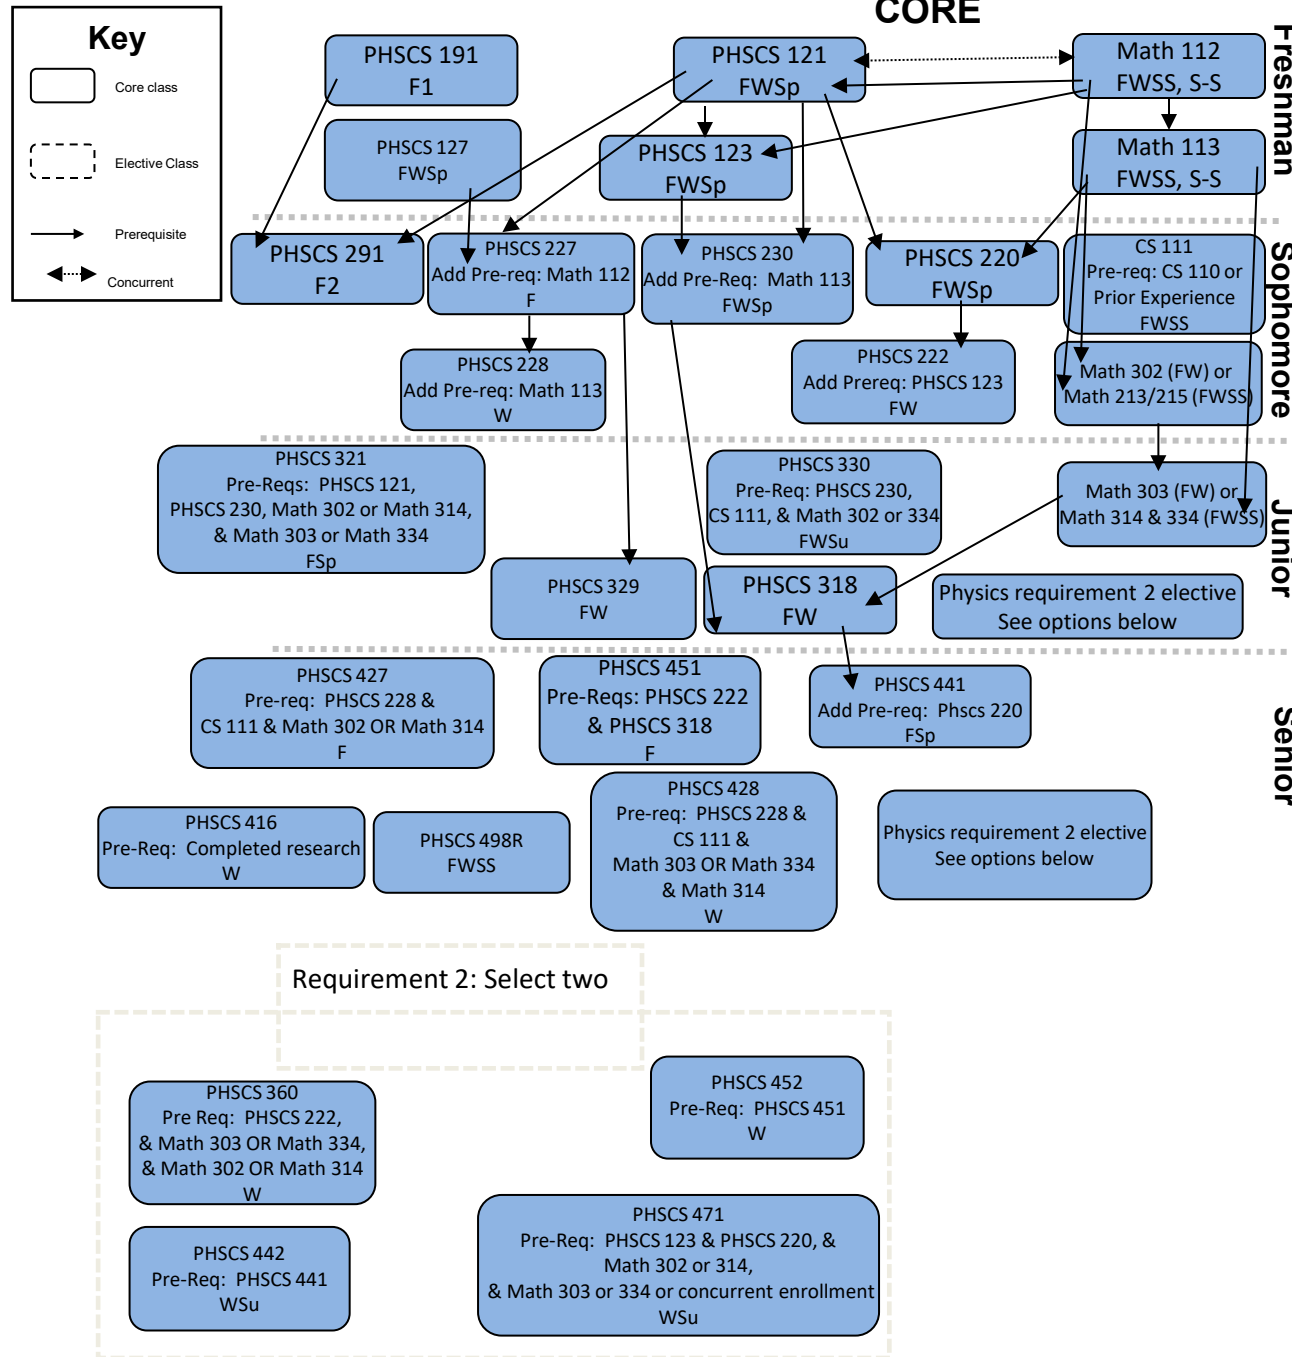 CORE
Key
Core class
Elective Class
Prerequisite
Concurrent
Freshman
PHSCS 191
F1
PHSCS 121
FWSp
Math 112
FWSS, S-S
PHSCS 127
FWSp
PHSCS 123
FWSp
Math 113
FWSS, S-S
Sophomore
PHSCS 291
F2
PHSCS 227
Add Pre-req: Math 112
F
PHSCS 230
Add Pre-Req: Math 113
FWSp
PHSCS 220
FWSp
CS 111
Pre-req: CS 110 or
Prior Experience
FWSS
PHSCS 228
Add Pre-req: Math 113
W
PHSCS 222
Add Prereq: PHSCS 123
FW
Math 302 (FW) or
Math 213/215 (FWSS)
Junior
PHSCS 321
Pre-Reqs: PHSCS 121,
PHSCS 230, Math 302 or Math 314,
& Math 303 or Math 334
FSp
PHSCS 330
Pre-Req: PHSCS 230,
CS 111, & Math 302 or 334
FWSu
Math 303 (FW) or
Math 314 & 334 (FWSS)
PHSCS 329
FW
PHSCS 318
FW
Physics requirement 2 elective
See options below
Senior
PHSCS 427
Pre-req: PHSCS 228 &
CS 111 & Math 302 OR Math 314
F
PHSCS 451
Pre-Reqs: PHSCS 222
& PHSCS 318
F
PHSCS 441
Add Pre-req: Phscs 220
FSp
PHSCS 416
Pre-Req: Completed research
W
PHSCS 498R
FWSS
PHSCS 428
Pre-req: PHSCS 228 &
CS 111 &
Math 303 OR Math 334
& Math 314
W
Physics requirement 2 elective
See options below
Requirement 2: Select two
PHSCS 360
Pre Req: PHSCS 222,
& Math 303 OR Math 334,
& Math 302 OR Math 314
W
PHSCS 452
Pre-Req: PHSCS 451
W
PHSCS 442
Pre-Req: PHSCS 441
WSu
PHSCS 471
Pre-Req: PHSCS 123 & PHSCS 220, &
Math 302 or 314,
& Math 303 or 334 or concurrent enrollment
WSu